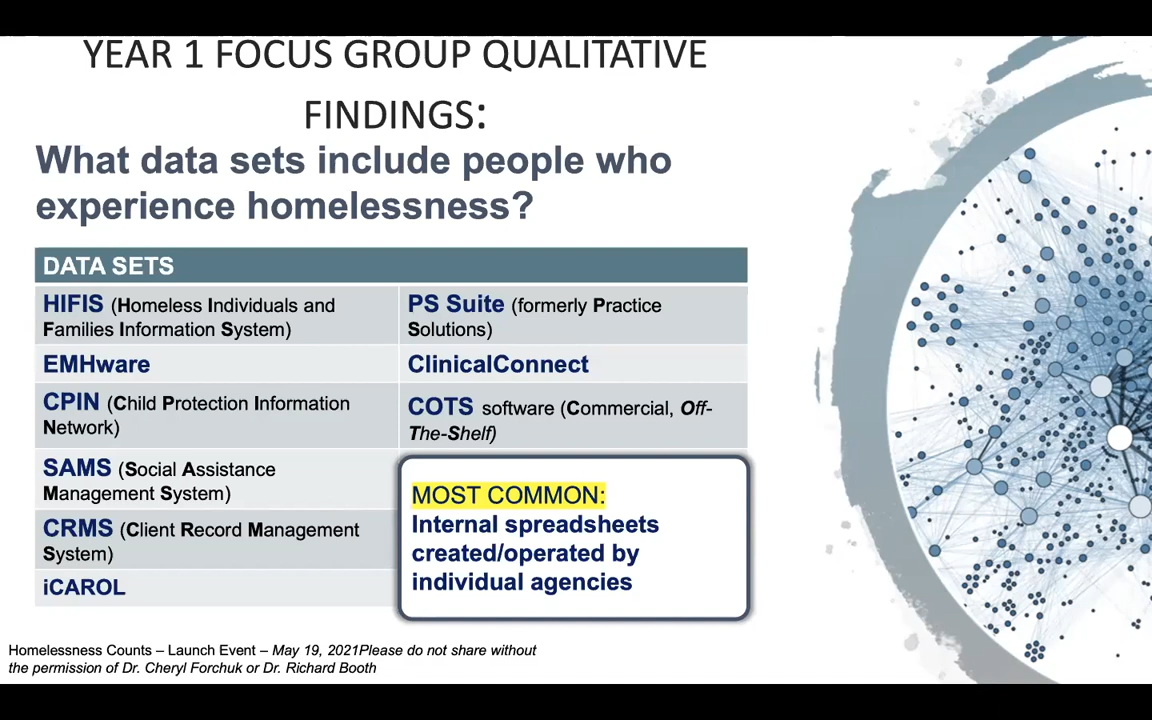 YEAR 1 FOCUS GROUP QUALITATIVE
FINDINGS:
What data sets include people who
experience homelessness?
DATA SETS
HIFIS (Homeless Individuals and
Families Information System)
PS Suite (formerly Practice
Solutions)
EMHware
ClinicalConnect
CPIN (Child Protection Information
Network)
COTS software (Commercial, Off-
The-Shelf)
SAMS (Social Assistance
Management System)
CRMS (Client Record Management
System)
iCAROL
MOST COMMON:
Internal spreadsheets
created/operated by
individual agencies
Homelessness Counts – Launch Event – May 19, 2021Please do not share without
the permission of Dr. Cheryl Forchuk or Dr. Richard Booth